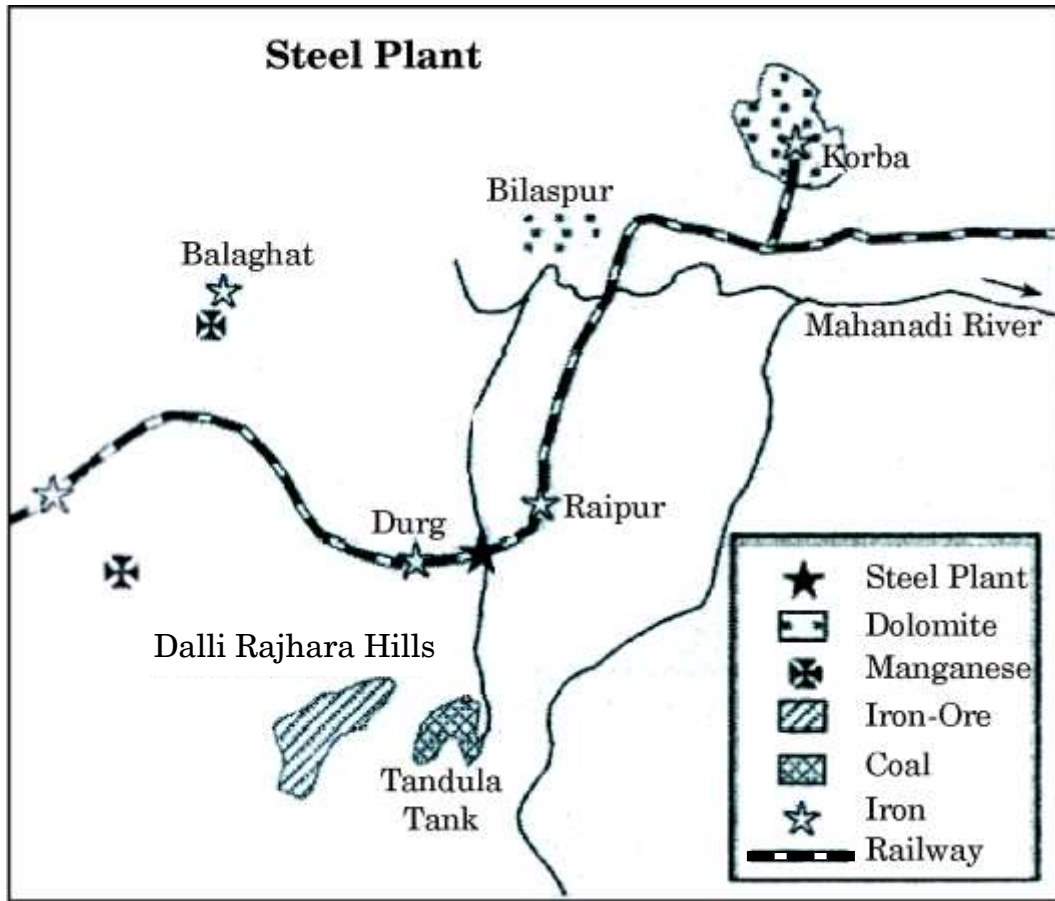 Steel Plant
Korba
Bilaspur
Balaghat
Mahanadi River
Raipur
Durg
Dalli Rajhara Hills
Tandula
Tank
Steel Plant
Dolomite
Manganese
Iron-Ore
Coal
Iron
Railway